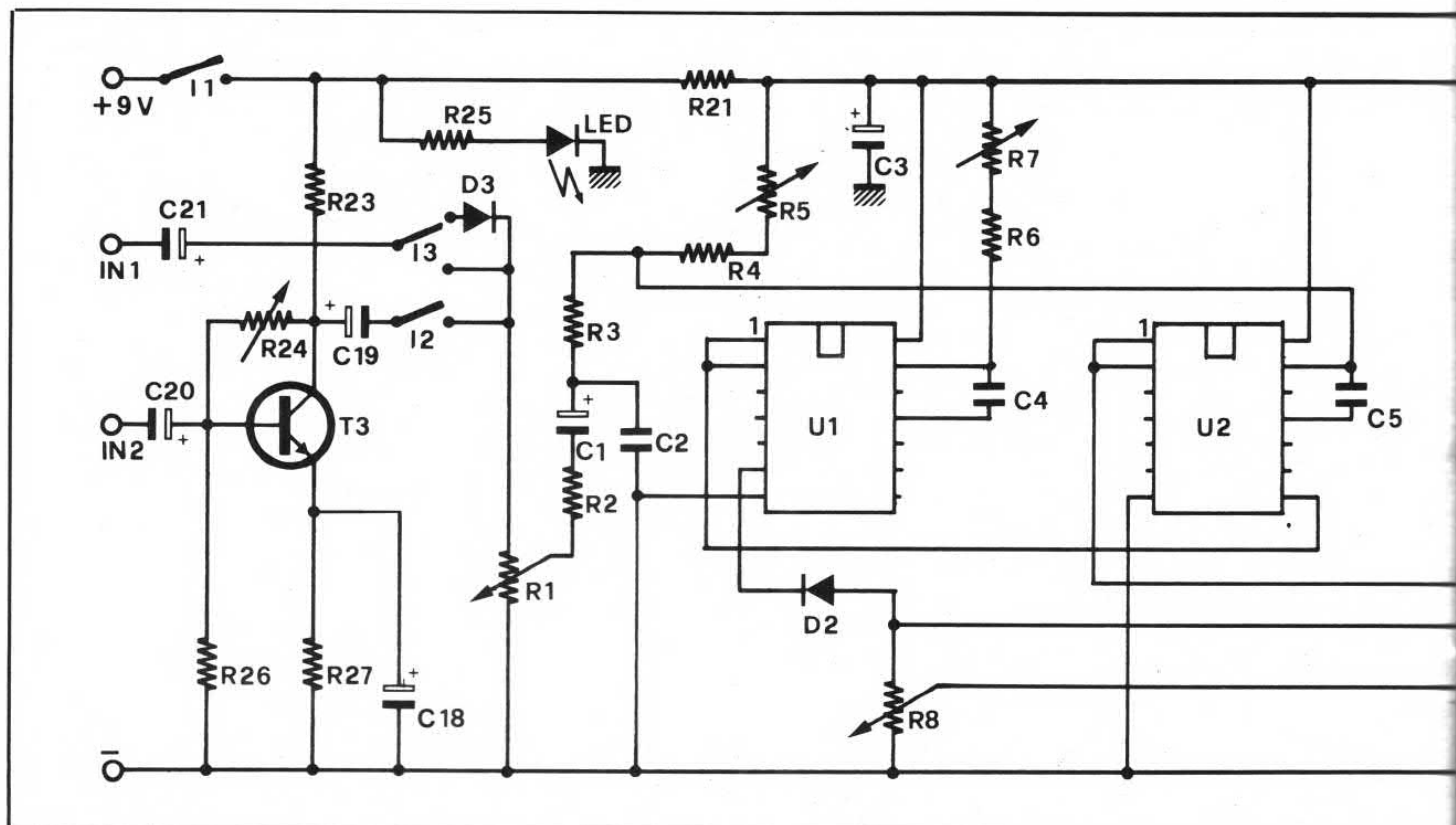 I1
+9V
R21
R25
LED
C3
R7
R23
D3
R5
C21
R6
I3
R4
IN1
+
+
R3
1
1
R24
C19
I2
C20
+
C4
C5
T3
U1
U2
IN2
+
C1
C2
R2
R1
D2
R26
R27
+
C18
R8
−